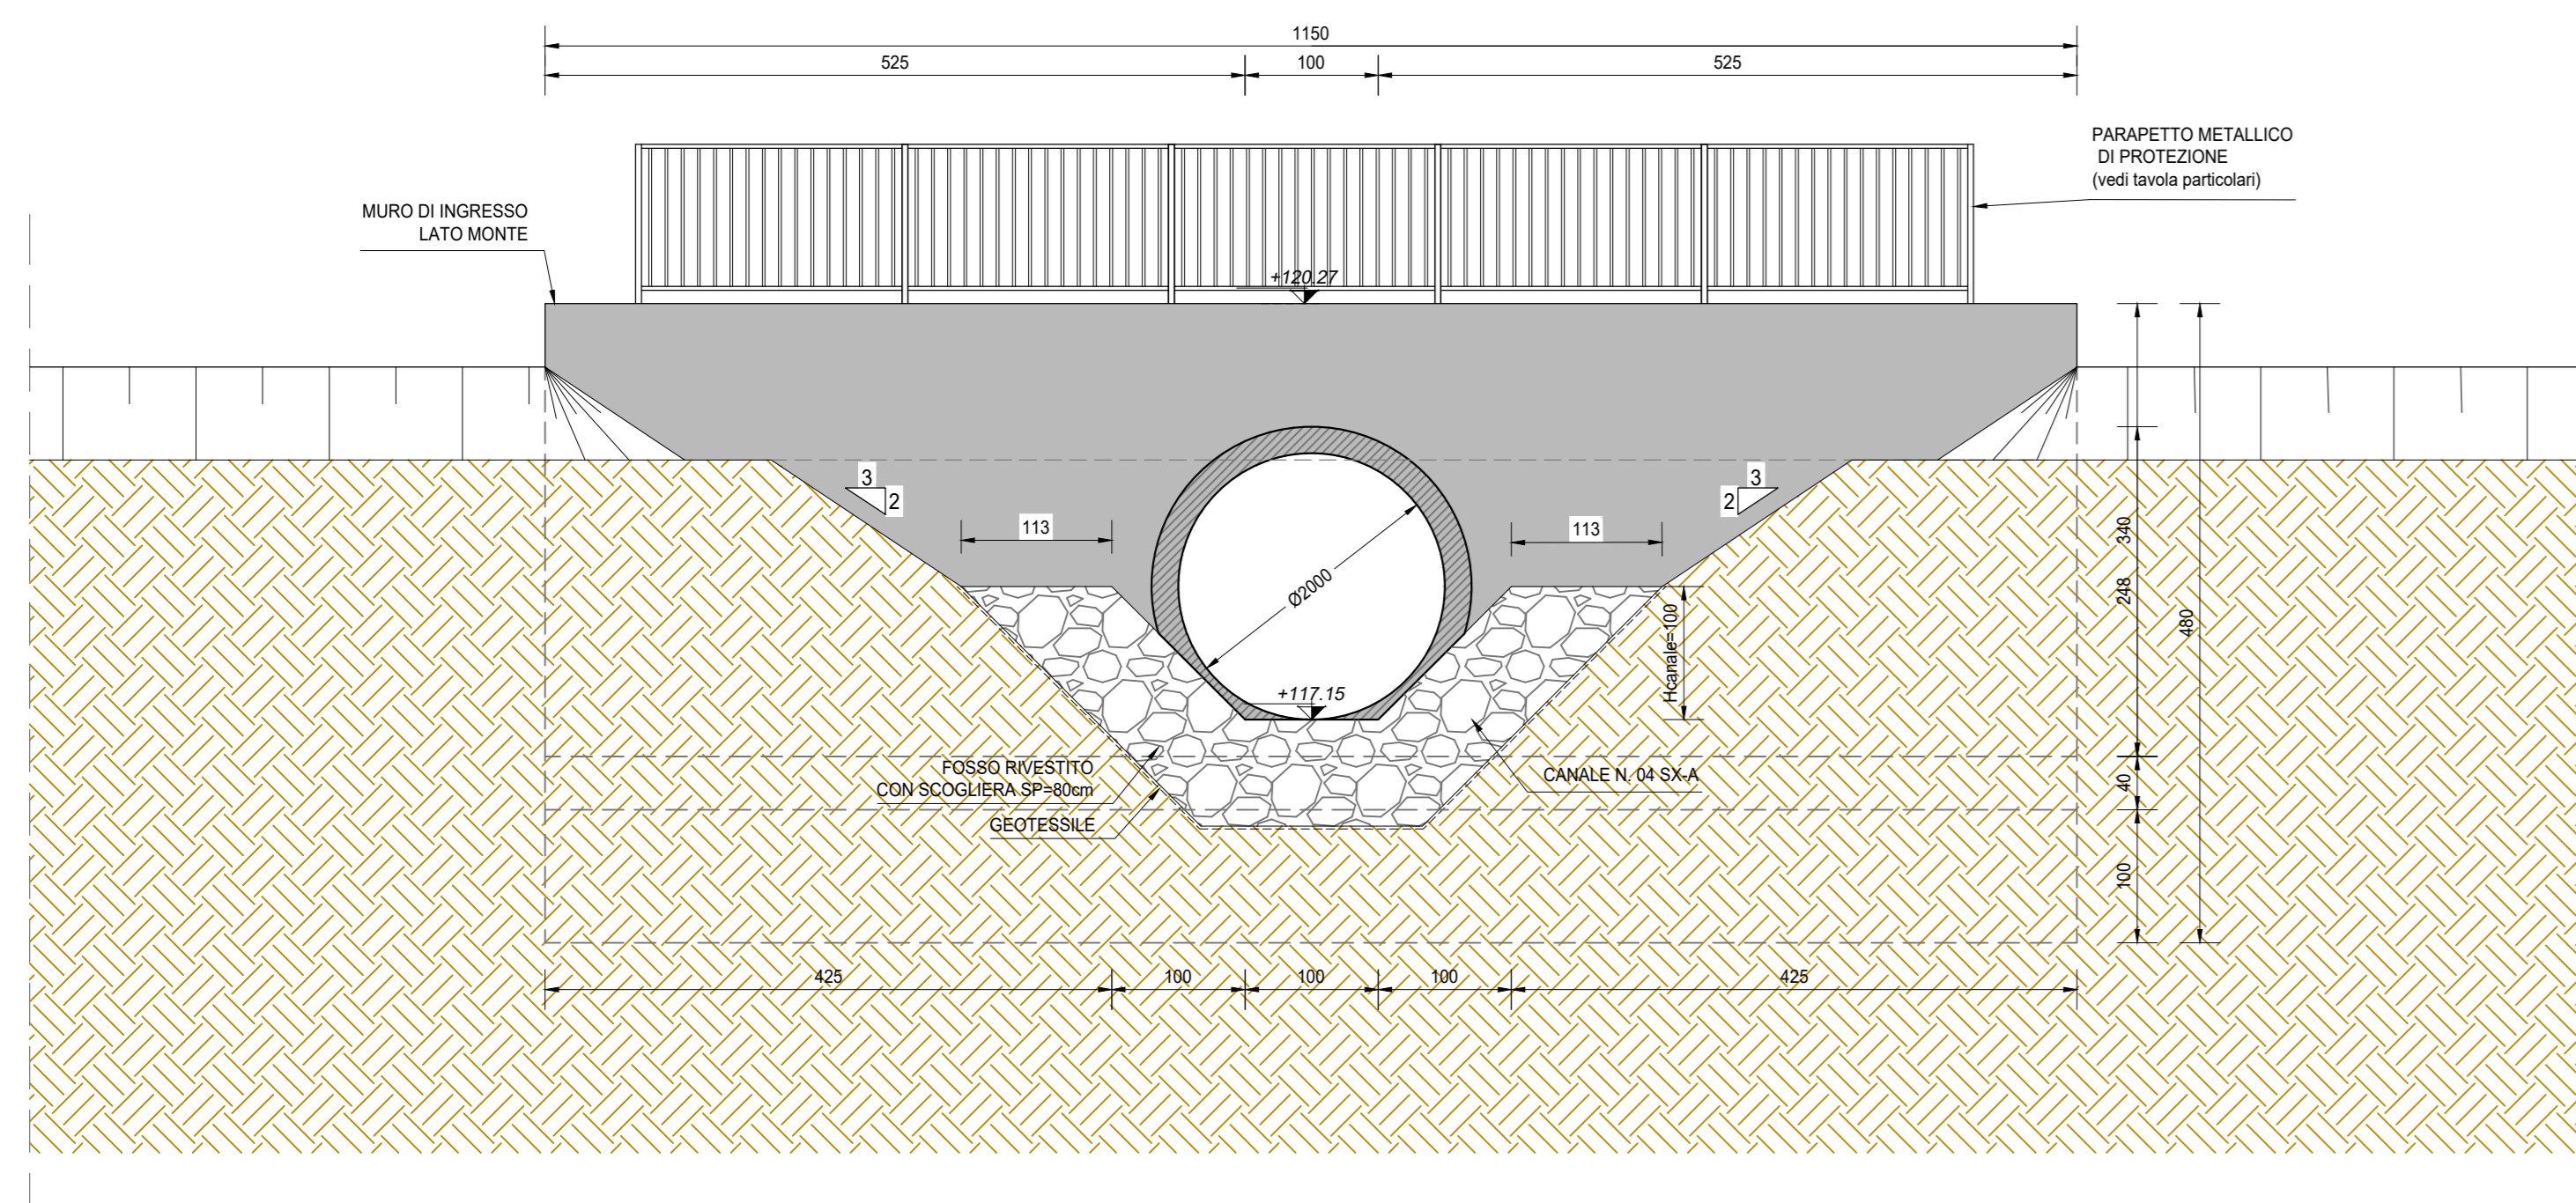 1150
525
100
525
PARAPETTO METALLICO
DI PROTEZIONE
(vedi tavola particolari)
MURO DI INGRESSO
LATO MONTE
+120.27
3
2
3
2
113
113
340
248
480
Ø2000
Hcanale=100
+117.15
FOSSO RIVESTITO
CON SCOGLIERA SP=80cm
GEOTESSILE
CANALE N. 04 SX-A
40
100
425
100
100
100
425